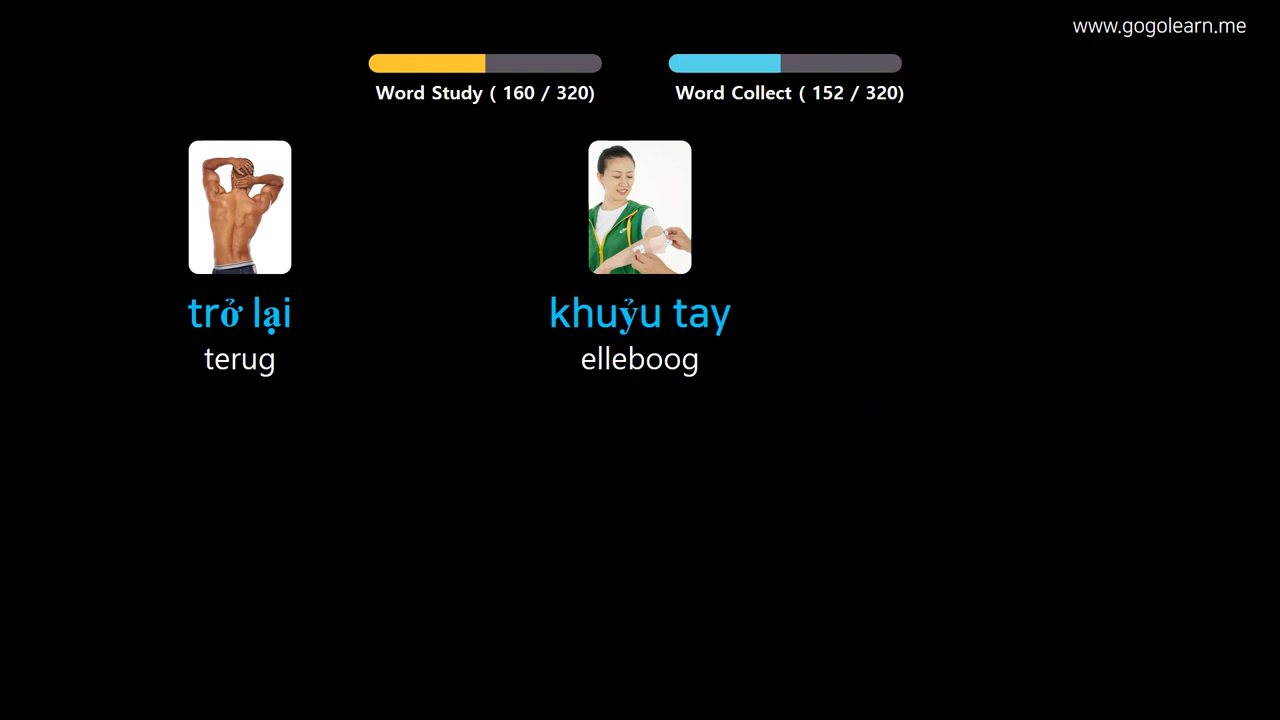 www.gogolearn.me
Word Study ( 160 / 320)
Word Collect ( 152 / 320)
trở lại
terug
khuỷu tay
elleboog